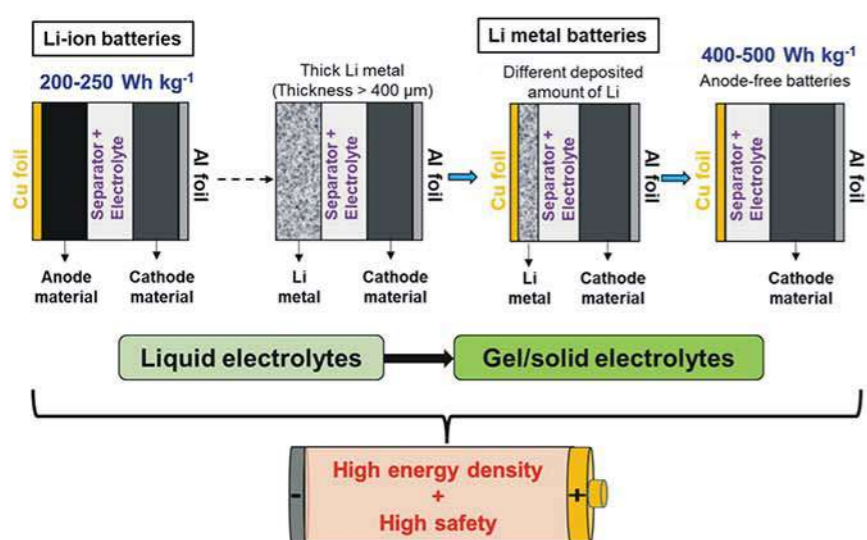 Li-ion batteries
Li metal batteries
200-250 Wh kg⁻¹
Thick Li metal
(Thickness > 400 µm)
Different deposited
amount of Li
400-500 Wh kg⁻¹
Anode-free batteries
Cu foil
Separator +
Electrolyte
Al foil
Separator +
Electrolyte
Al foil
Cu foil
Separator +
Electrolyte
Al foil
Cu foil
Separator +
Electrolyte
Al foil
Anode
material
Cathode
material
Li
metal
Cathode
material
Li
metal
Cathode
material
Cathode
material
Liquid electrolytes
Gel/solid electrolytes
High energy density
+
High safety
-
+